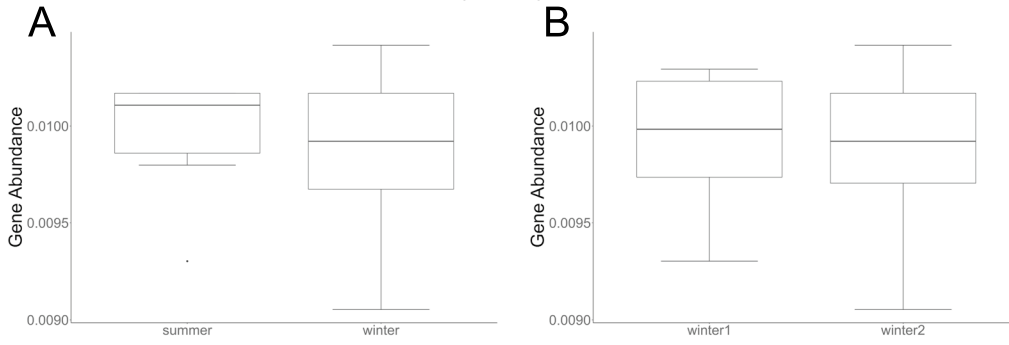 A
Gene Abundance
0.0100
0.0095
0.0090
summer winter
B
Gene Abundance
0.0100
0.0095
0.0090
winter1 winter2